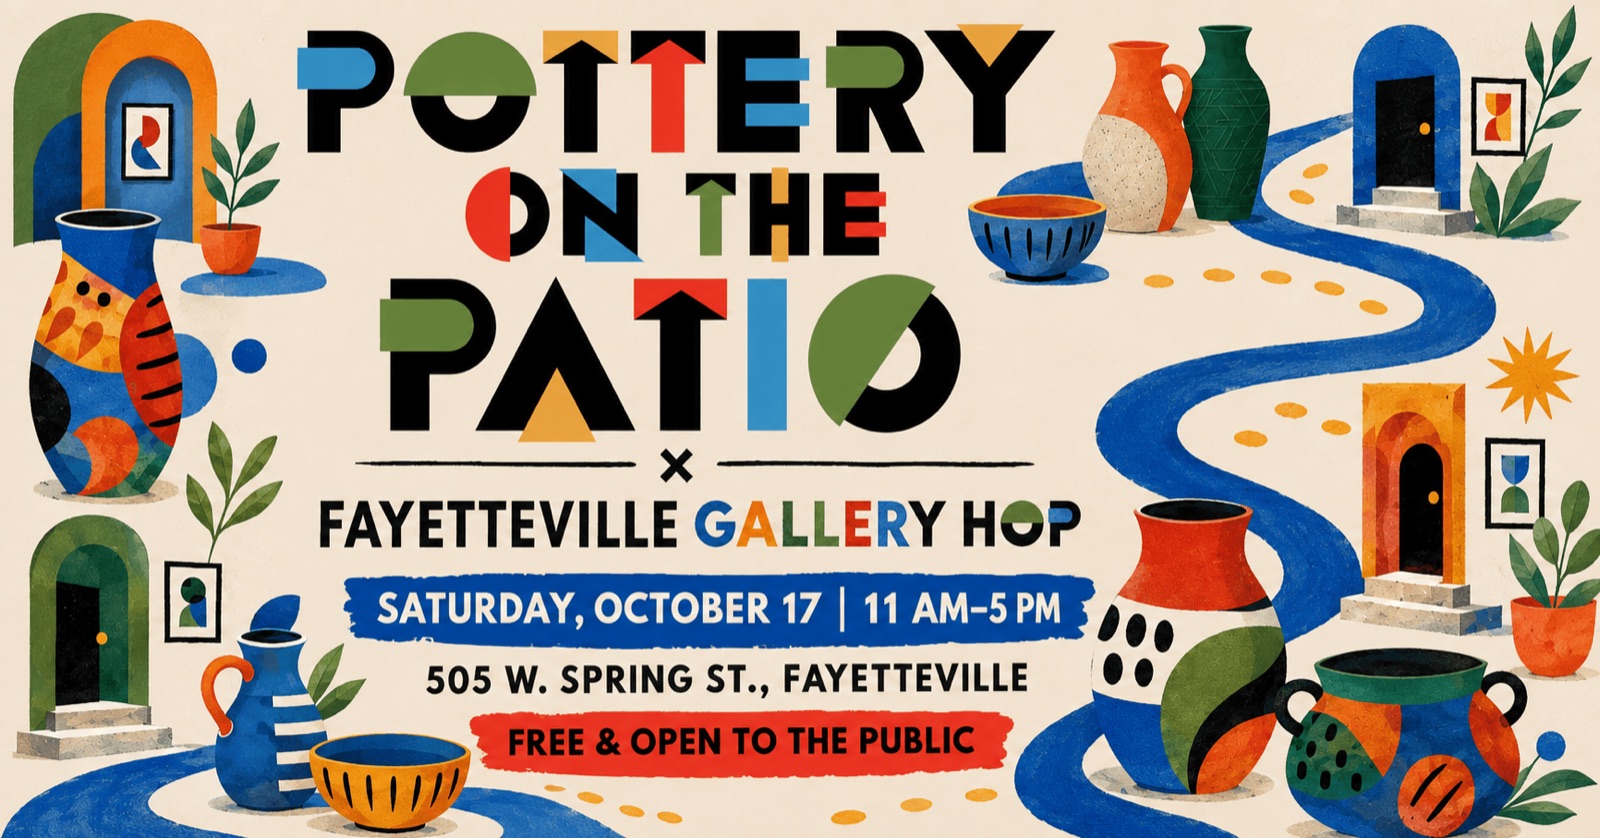 POTTERY
ON THE
PATIO
×
FAYETTEVILLE GALLERY HOP
SATURDAY, OCTOBER 17 | 11 AM–5 PM
505 W. SPRING ST., FAYETTEVILLE
FREE & OPEN TO THE PUBLIC